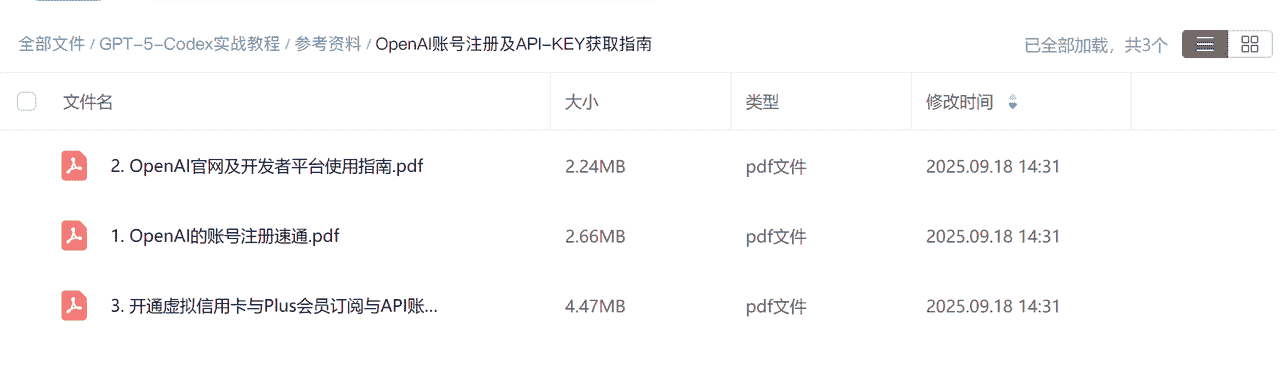 全部文件 / GPT-5-Codex实战教程 / 参考资料 / OpenAI账号注册及API-KEY获取指南 已全部加载，共3个
文件名 大小 类型 修改时间
2. OpenAI官网及开发者平台使用指南.pdf 2.24MB pdf文件 2025.09.18 14:31
1. OpenAI的账号注册速通.pdf 2.66MB pdf文件 2025.09.18 14:31
3. 开通虚拟信用卡与Plus会员订阅与API账... 4.47MB pdf文件 2025.09.18 14:31